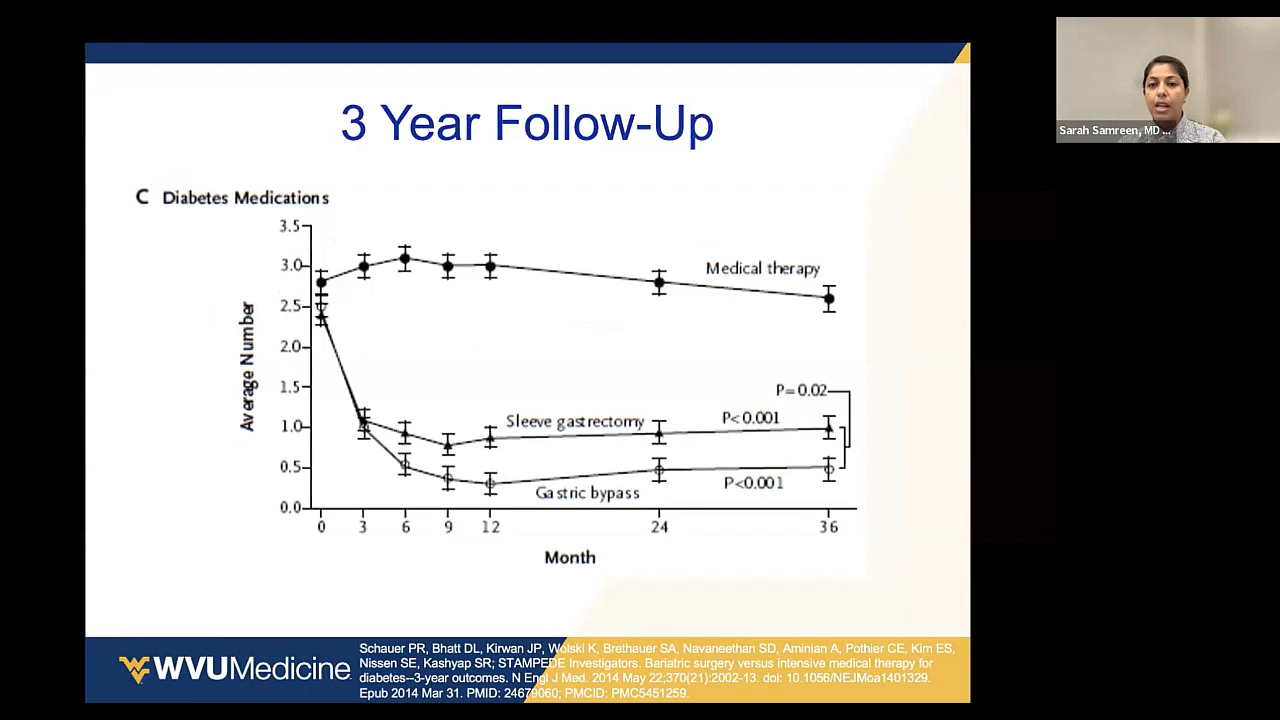 3 Year Follow-Up
Sarah Samreen, MD ...
C Diabetes Medications
3.5
3.0
2.5
2.0
1.5
1.0
0.5
0.0
Average Number
Medical therapy
P=0.02
Sleeve gastrectomy
P<0.001
Gastric bypass
P<0.001
0 3 6 9 12 24 36
Month
WVUMedicine
Schauer PR, Bhatt DL, Kirwan JP, Wolski K, Brethauer SA, Navaneethan SD, Aminian A, Pothier CE, Kim ES,
Nissen SE, Kashyap SR; STAMPEDE Investigators. Bariatric surgery versus intensive medical therapy for
diabetes--3-year outcomes. N Engl J Med. 2014 May 22;370(21):2002-13. doi: 10.1056/NEJMoa1401329.
Epub 2014 Mar 31. PMID: 24679060; PMCID: PMC5451259.